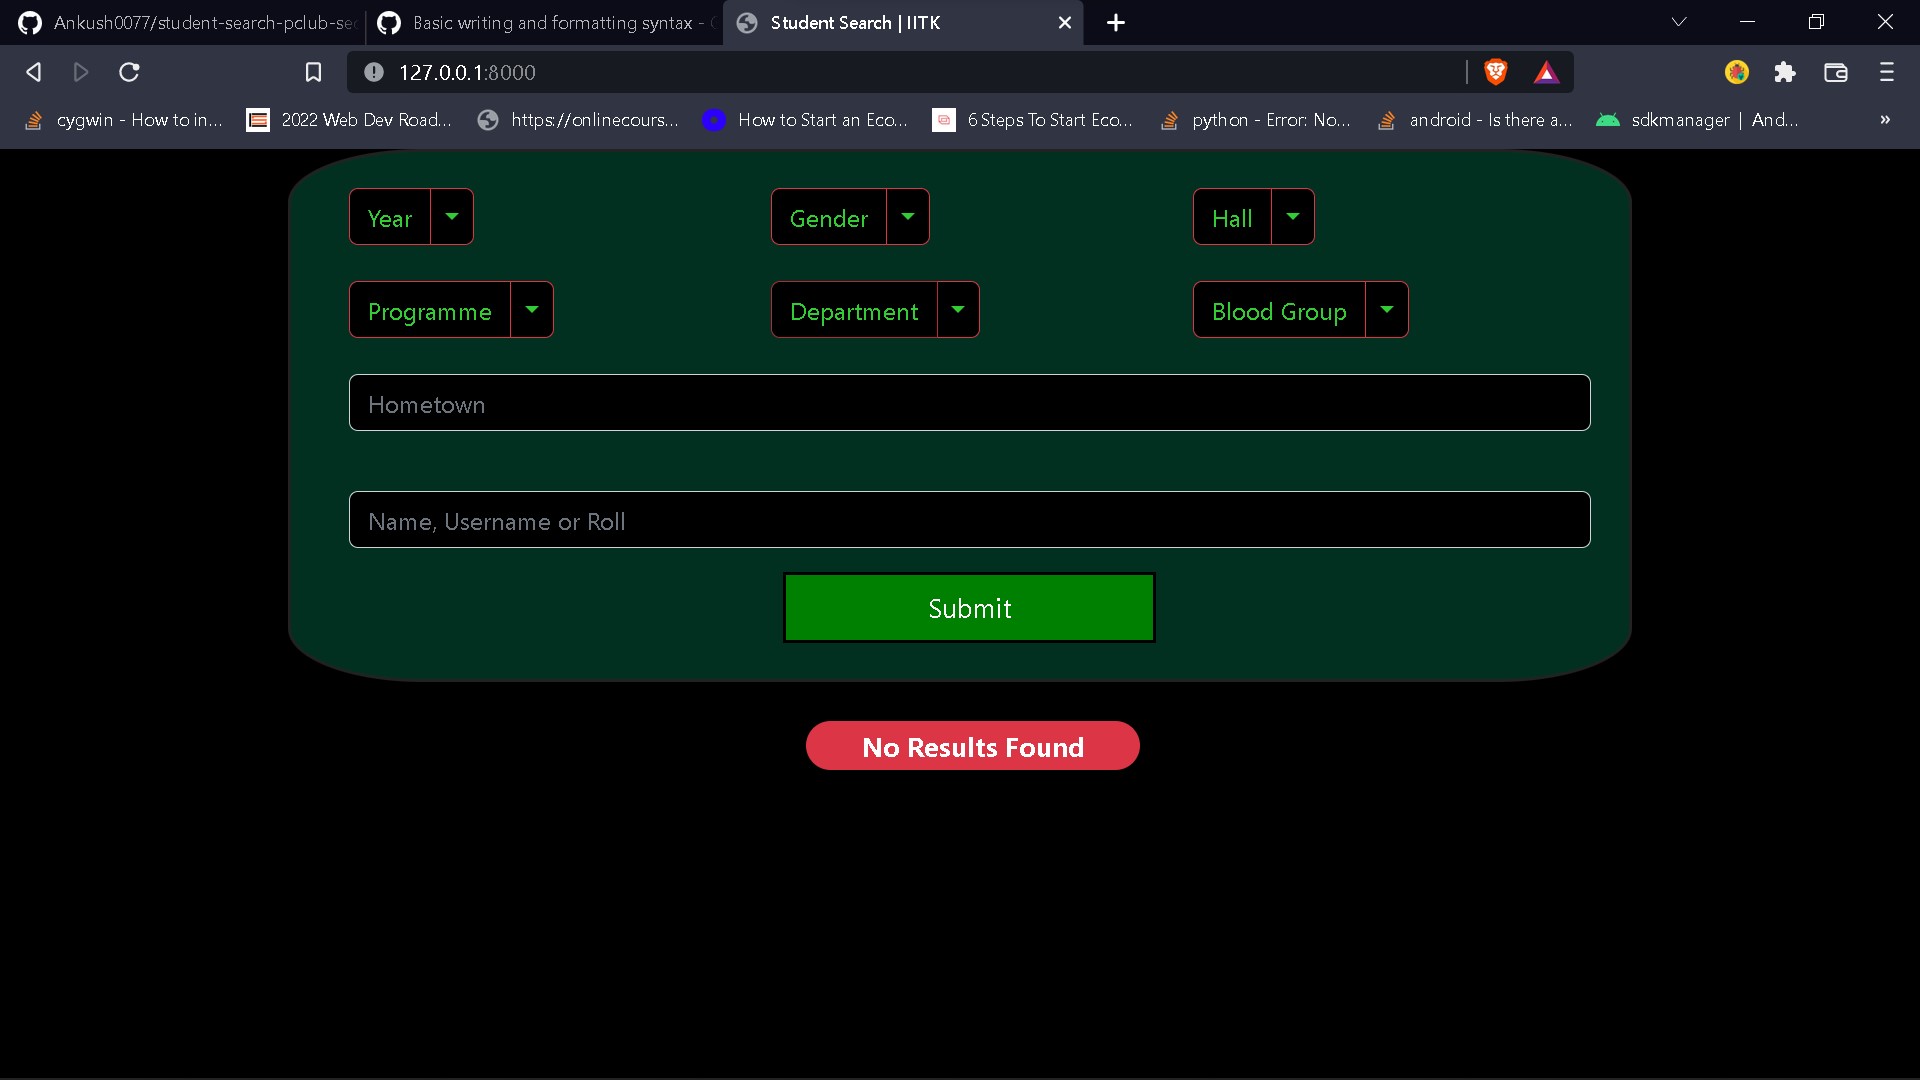 Ankush0077/student-search-pclub-sec
Basic writing and formatting syntax -
Student Search | IITK
127.0.0.1:8000
cygwin - How to in...
2022 Web Dev Road...
https://onlinecours...
How to Start an Eco...
6 Steps To Start Eco...
python - Error: No...
android - Is there a...
sdkmanager | And...
»
Year
Gender
Hall
Programme
Department
Blood Group
Hometown
Name, Username or Roll
Submit
No Results Found